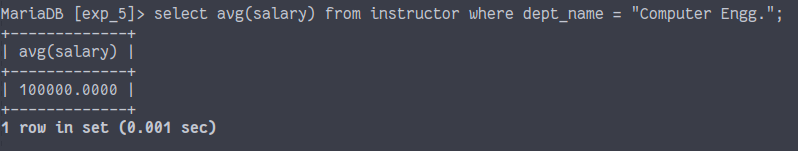 MariaDB [exp_5]> select avg(salary) from instructor where dept_name = "Computer Engg.";
+-------------+
| avg(salary) |
+-------------+
| 100000.0000 |
+-------------+
1 row in set (0.001 sec)